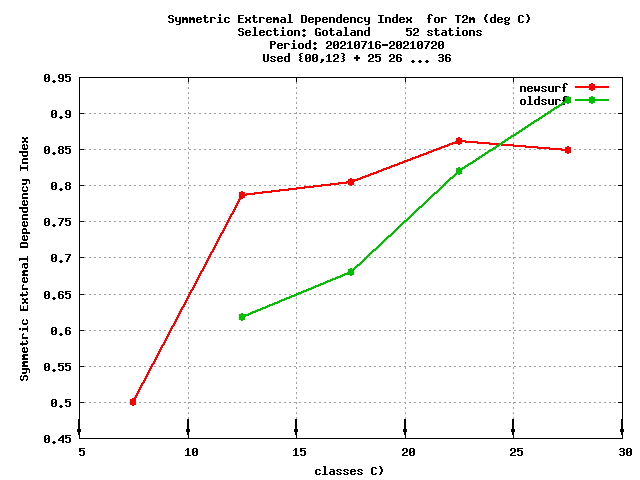 Symmetric Extremal Dependency Index  for T2m (deg C)
Selection: Gotaland     52 stations
Period: 20210716-20210720
Used {00,12} + 25 26 ... 36
0.95
0.9
0.85
0.8
0.75
0.7
0.65
0.6
0.55
0.5
0.45
Symmetric Extremal Dependency Index
newsurf
oldsurf
5 10 15 20 25 30
classes C)